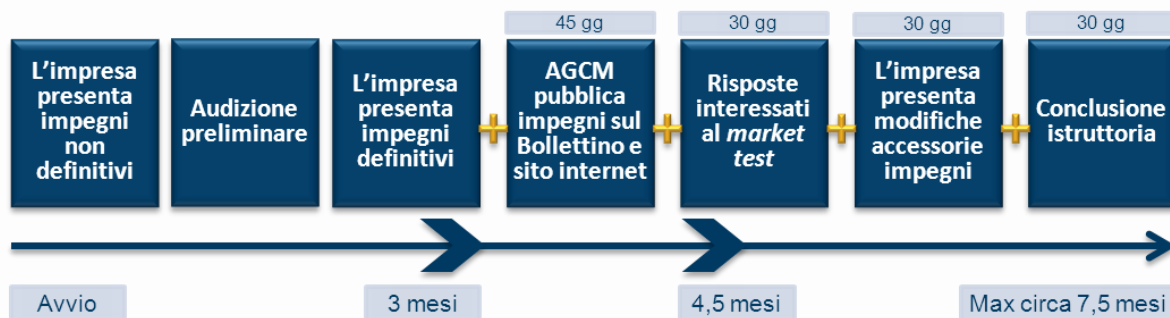 45 gg
30 gg
30 gg
30 gg
L’impresa
presenta
impegni
non
definitivi
Audizione
preliminare
L’impresa
presenta
impegni
definitivi
AGCM
pubblica
impegni sul
Bollettino e
sito internet
Risposte
interessati
al market
test
L’impresa
presenta
modifiche
accessorie
impegni
Conclusione
istruttoria
Avvio
3 mesi
4,5 mesi
Max circa 7,5 mesi